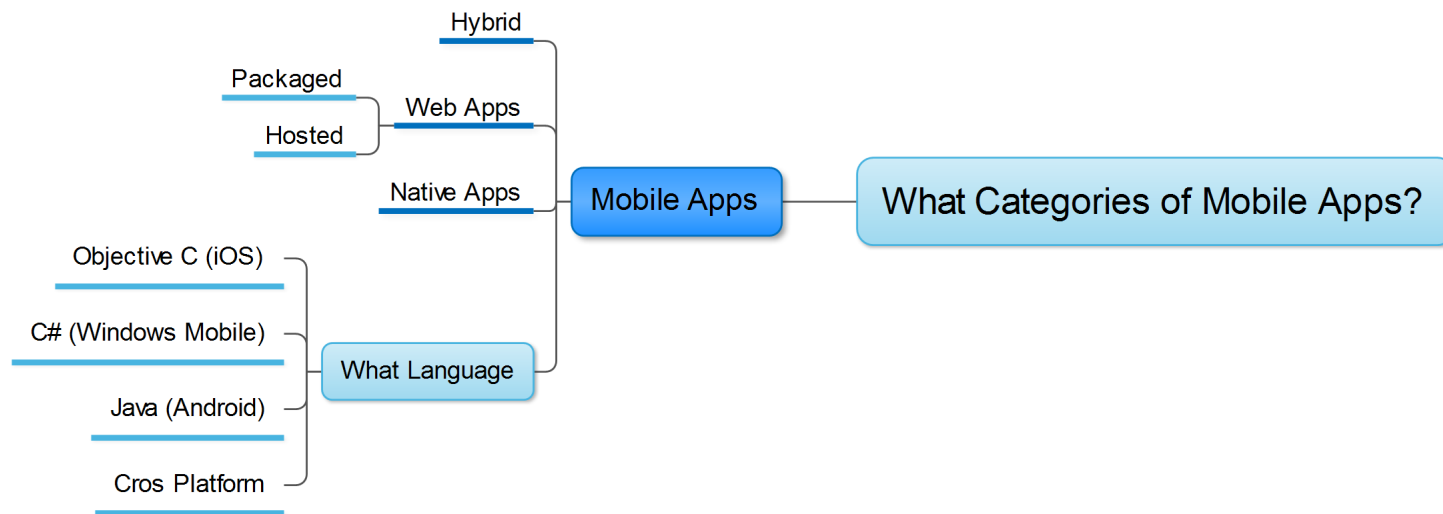 Hybrid
Packaged
Web Apps
Hosted
Native Apps
Mobile Apps
What Categories of Mobile Apps?
Objective C (iOS)
C# (Windows Mobile)
What Language
Java (Android)
Cros Platform